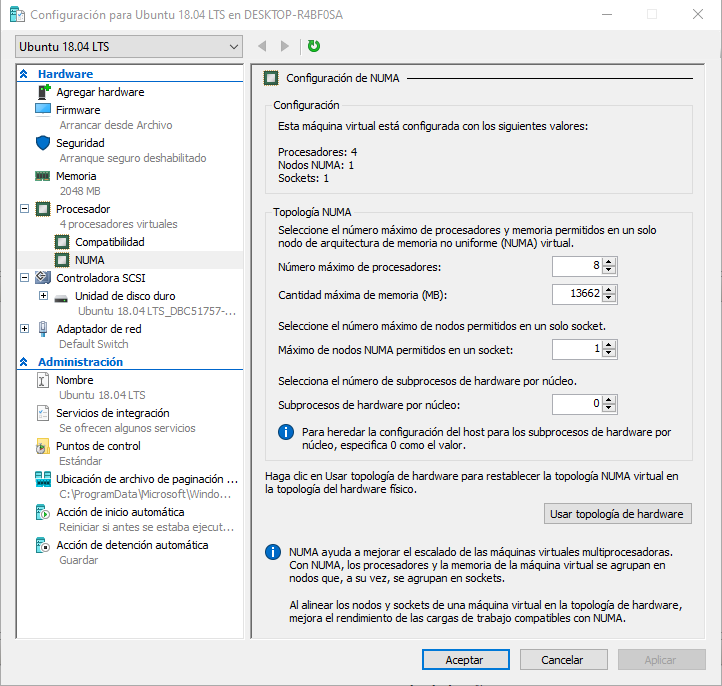 Configuración para Ubuntu 18.04 LTS en DESKTOP-R4BF0SA
Ubuntu 18.04 LTS
Hardware
Agregar hardware
Firmware
Arrancar desde Archivo
Seguridad
Arranque seguro deshabilitado
Memoria
2048 MB
Procesador
4 procesadores virtuales
Compatibilidad
NUMA
Controladora SCSI
Unidad de disco duro
Ubuntu 18.04 LTS_DBC51757-...
Adaptador de red
Default Switch
Administración
Nombre
Ubuntu 18.04 LTS
Servicios de integración
Se ofrecen algunos servicios
Puntos de control
Estándar
Ubicación de archivo de paginación ...
C:\ProgramData\Microsoft\Windo...
Acción de inicio automática
Reiniciar si antes se estaba ejecut...
Acción de detención automática
Guardar
Configuración de NUMA
Configuración
Esta máquina virtual está configurada con los siguientes valores:
Procesadores: 4
Nodos NUMA: 1
Sockets: 1
Topología NUMA
Seleccione el número máximo de procesadores y memoria permitidos en un solo
nodo de arquitectura de memoria no uniforme (NUMA) virtual.
Número máximo de procesadores: 8
Cantidad máxima de memoria (MB): 13662
Seleccione el número máximo de nodos permitidos en un solo socket.
Máximo de nodos NUMA permitidos en un socket: 1
Selecciona el número de subprocesos de hardware por núcleo.
Subprocesos de hardware por núcleo: 0
Para heredar la configuración del host para los subprocesos de hardware por
núcleo, especifica 0 como el valor.
Haga clic en Usar topología de hardware para restablecer la topología NUMA virtual en
la topología del hardware físico.
Usar topología de hardware
NUMA ayuda a mejorar el escalado de las máquinas virtuales multiprocesadoras.
Con NUMA, los procesadores y la memoria de la máquina virtual se agrupan en
nodos que, a su vez, se agrupan en sockets.
Al alinear los nodos y sockets de una máquina virtual en la topología de hardware,
mejora el rendimiento de las cargas de trabajo compatibles con NUMA.
Aceptar
Cancelar
Aplicar